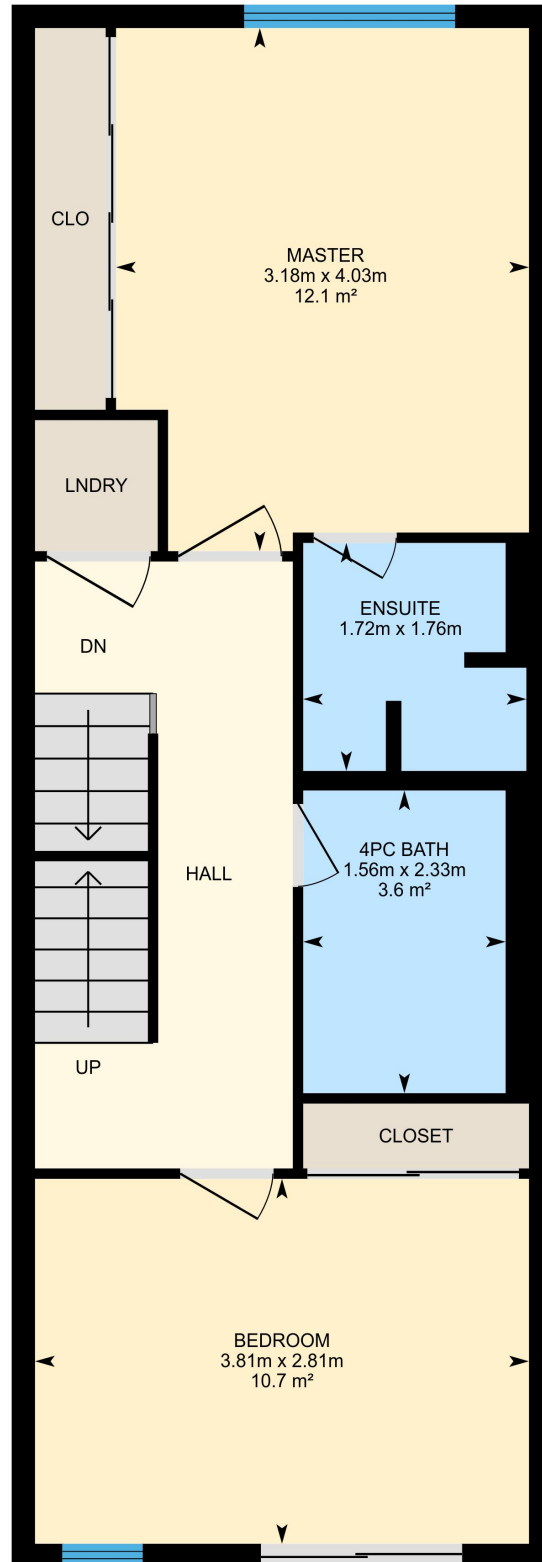 CLO
MASTER
3.18m x 4.03m
12.1 m²
LNDRY
ENSUITE
1.72m x 1.76m
DN
4PC BATH
1.56m x 2.33m
3.6 m²
HALL
UP
CLOSET
BEDROOM
3.81m x 2.81m
10.7 m²